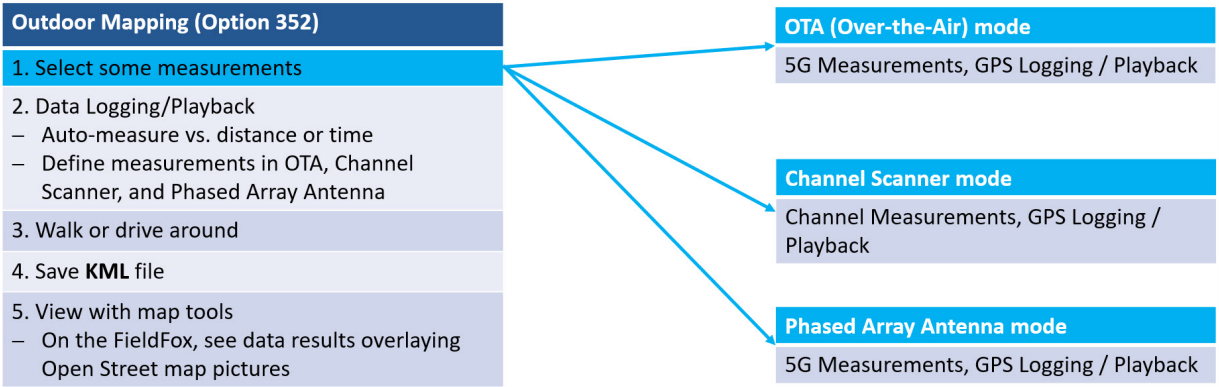 Outdoor Mapping (Option 352)
1. Select some measurements
2. Data Logging/Playback
– Auto-measure vs. distance or time
– Define measurements in OTA, Channel
Scanner, and Phased Array Antenna
3. Walk or drive around
4. Save KML file
5. View with map tools
– On the FieldFox, see data results overlaying
Open Street map pictures
OTA (Over-the-Air) mode
5G Measurements, GPS Logging / Playback
Channel Scanner mode
Channel Measurements, GPS Logging /
Playback
Phased Array Antenna mode
5G Measurements, GPS Logging / Playback